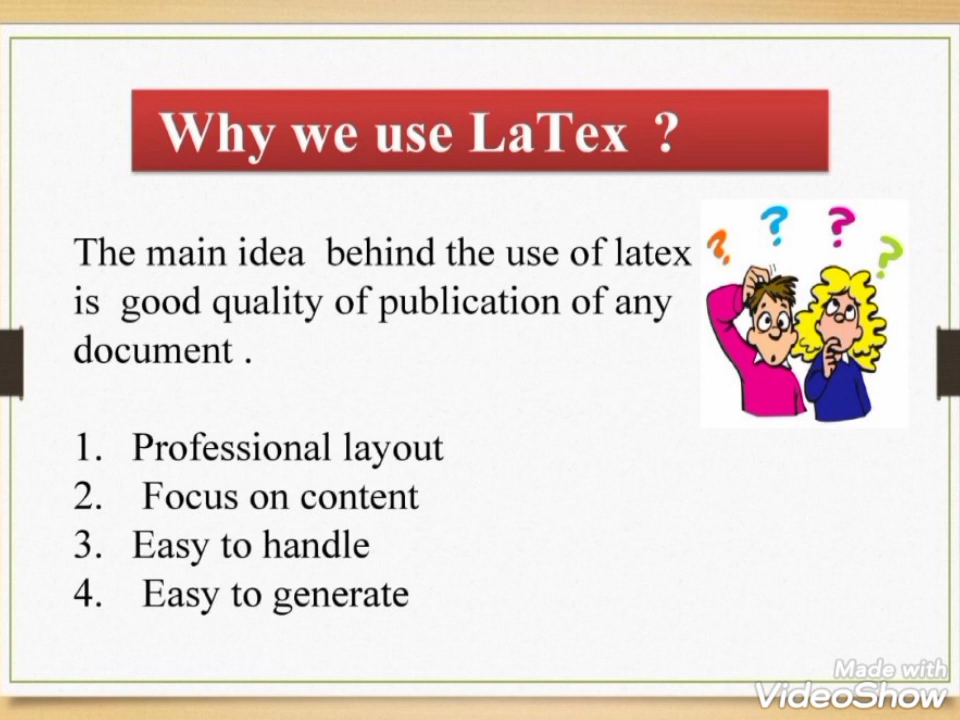 Why we use LaTex ?
The main idea behind the use of latex
is good quality of publication of any
document .
1. Professional layout
2. Focus on content
3. Easy to handle
4. Easy to generate
Made with
VideoShow